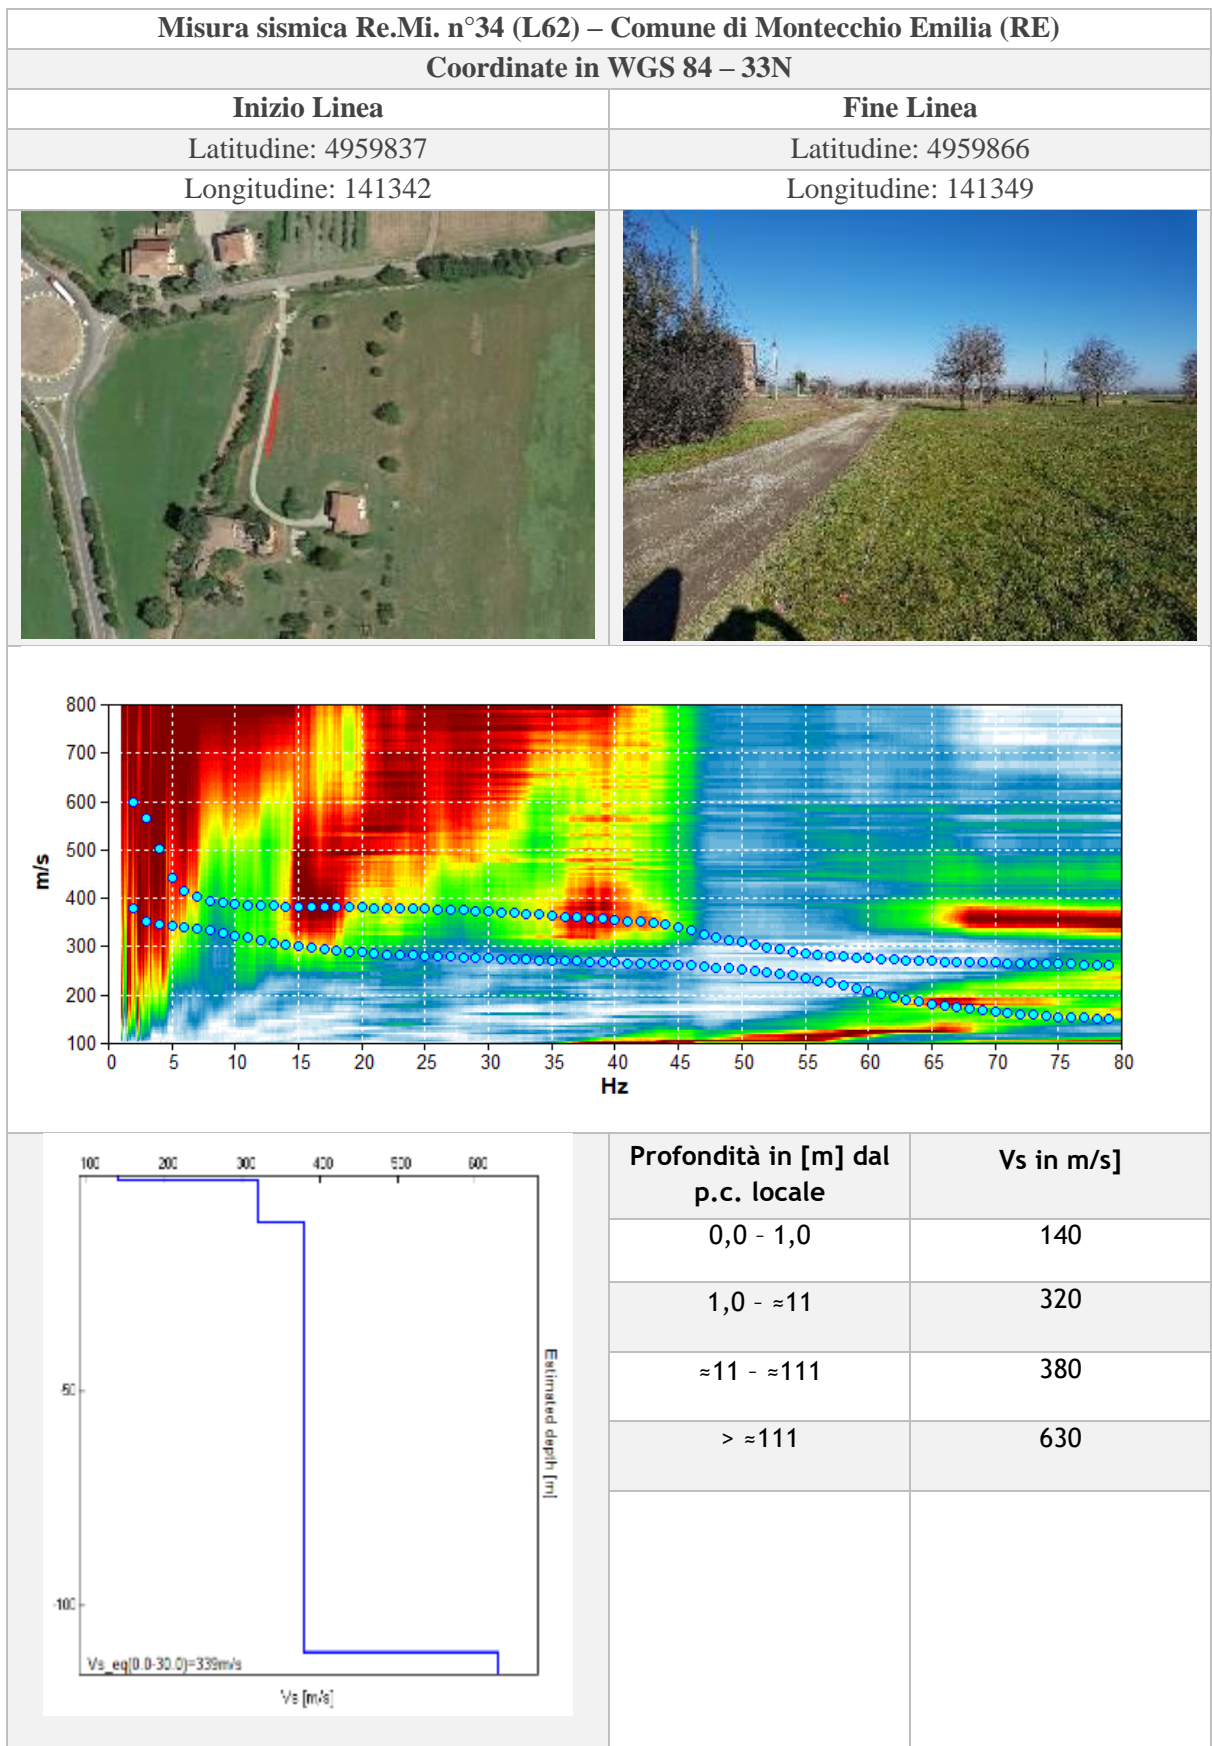 Misura sismica Re.Mi. n°34 (L62) – Comune di Montecchio Emilia (RE)
Coordinate in WGS 84 – 33N
Inizio Linea
Fine Linea
Latitudine: 4959837
Latitudine: 4959866
Longitudine: 141342
Longitudine: 141349
800
700
600
500
400
300
200
100
m/s
0 5 10 15 20 25 30 35 40 45 50 55 60 65 70 75 80
Hz
100 200 300 400 500 600
-50
-100
Estimated depth [m]
Vs_eq(0.0-30.0)=339m/s
Vs [m/s]
Profondità in [m] dal p.c. locale
Vs in m/s]
0,0 – 1,0
140
1,0 – ≈11
320
≈11 – ≈111
380
> ≈111
630